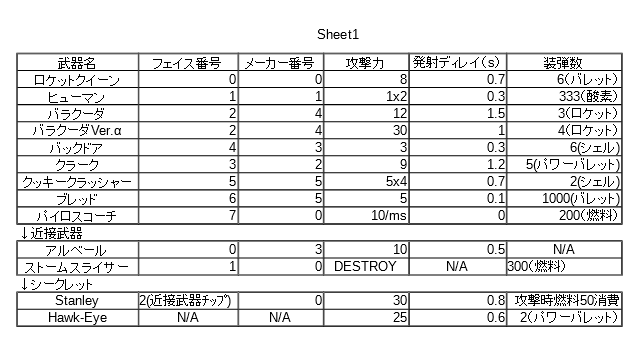 Sheet1
武器名 フェイス番号 メーカー番号 攻撃力 発射ディレイ(s) 装弾数
ロケットクイーン 0 0 8 0.7 6(バレット)
ヒューマン 1 1 1x2 0.3 333(酸素)
バラクーダ 2 4 12 1.5 3(ロケット)
バラクーダVer.α 2 4 30 1 4(ロケット)
バックドア 4 3 3 0.3 6(シェル)
クラーク 3 2 9 1.2 5(パワーバレット)
クッキークラッシャー 5 5 5x4 0.7 2(シェル)
ブレッド 6 5 5 0.1 1000(バレット)
パイロスコーチ 7 0 10/ms 0 200(燃料)
↓近接武器
アルベール 0 3 10 0.5 N/A
ストームスライサー 1 0 DESTROY N/A 300(燃料)
↓シークレット
Stanley 2(近接武器チップ) 0 30 0.8 攻撃時燃料50消費
Hawk-Eye N/A N/A 25 0.6 2(パワーバレット)